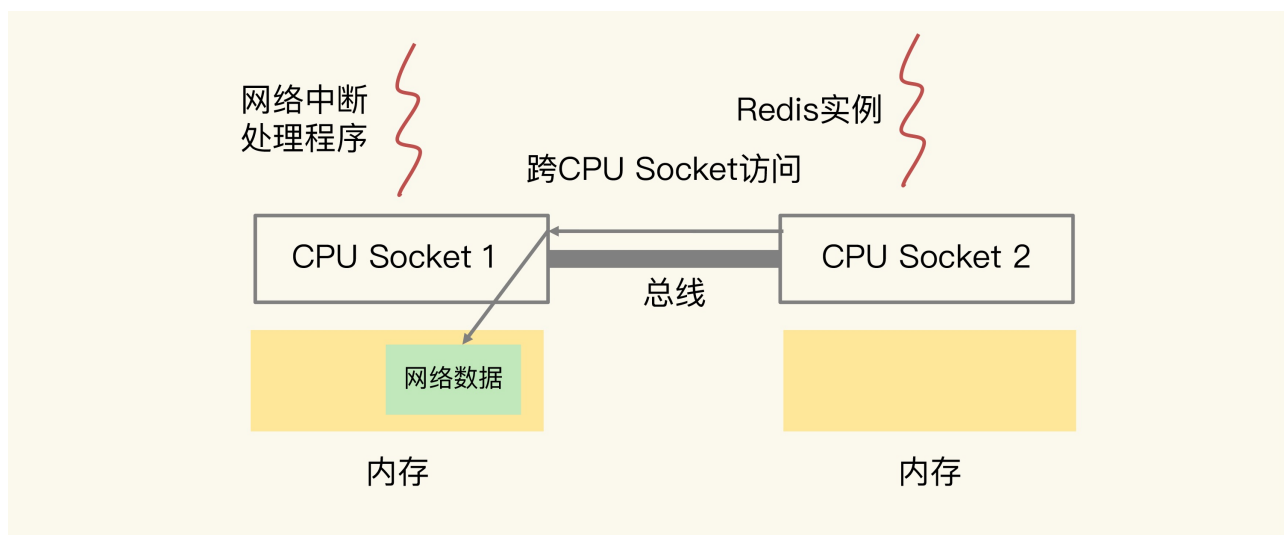 网络中断
处理程序
Redis实例
跨CPU Socket访问
CPU Socket 1
CPU Socket 2
总线
网络数据
内存
内存